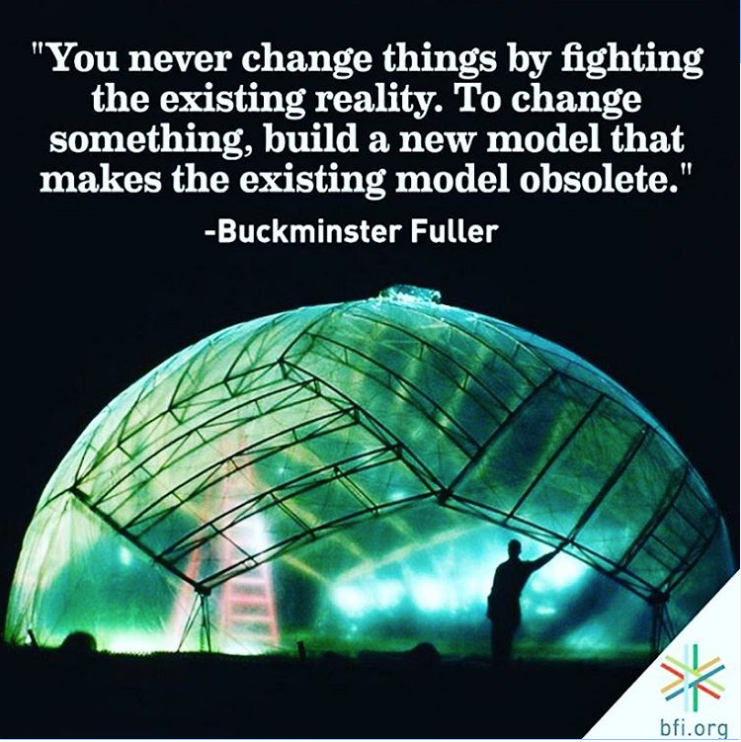 "You never change things by fighting
the existing reality. To change
something, build a new model that
makes the existing model obsolete."
-Buckminster Fuller
bfi.org